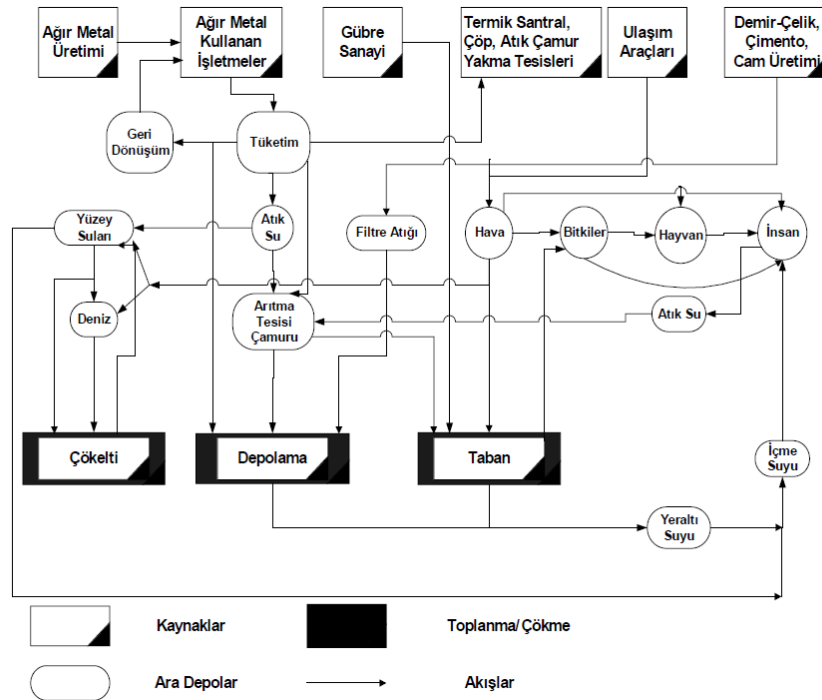 Ağır Metal
Üretimi
Ağır Metal
Kullanan
İşletmeler
Gübre
Sanayi
Termik Santral,
Çöp, Atık Çamur
Yakma Tesisleri
Ulaşım
Araçları
Demir-Çelik,
Çimento,
Cam Üretimi
Geri
Dönüşüm
Tüketim
Yüzey
Suları
Atık
Su
Filtre Atığı
Hava
Bitkiler
Hayvan
İnsan
Deniz
Arıtma
Tesisi
Çamuru
Atık Su
Çökelti
Depolama
Taban
İçme
Suyu
Yeraltı
Suyu
Kaynaklar
Toplanma/Çökme
Ara Depolar
Akışlar